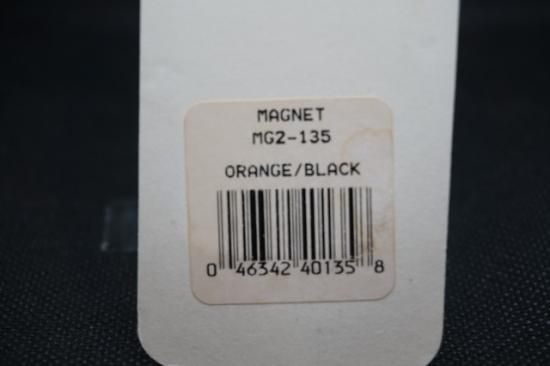 MAGNET
MG2-135
ORANGE/BLACK
0 46342 40135 8